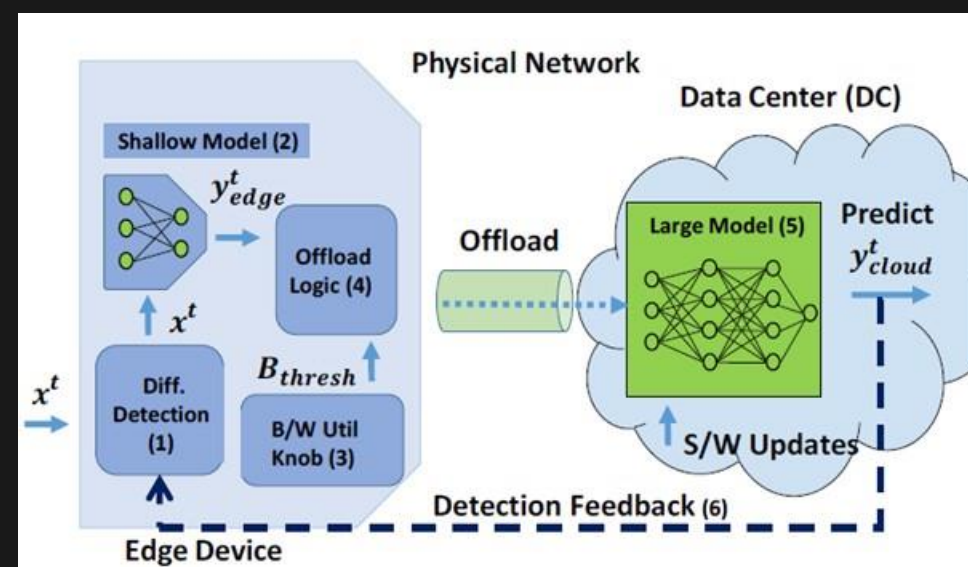 Physical Network
Data Center (DC)
Shallow Model (2)
y^t_edge
Offload
Logic (4)
Offload
Large Model (5)
Predict
y^t_cloud
x^t
x^t
Diff.
Detection
(1)
B_thresh
B/W Util
Knob (3)
S/W Updates
Detection Feedback (6)
Edge Device